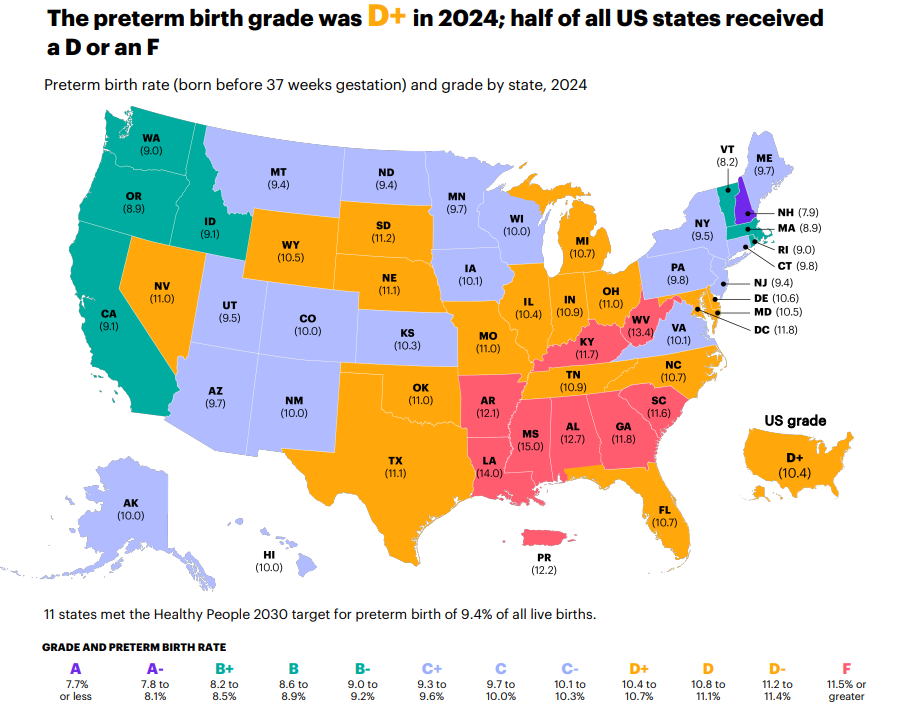 The preterm birth grade was D+ in 2024; half of all US states received
a D or an F
Preterm birth rate (born before 37 weeks gestation) and grade by state, 2024
WA
(9.0)
OR
(8.9)
ID
(9.1)
MT
(9.4)
ND
(9.4)
MN
(9.7)
WI
(10.0)
MI
(10.7)
VT
(8.2)
ME
(9.7)
NH (7.9)
MA (8.9)
RI (9.0)
CT (9.8)
NJ (9.4)
DE (10.6)
MD (10.5)
DC (11.8)
NY
(9.5)
PA
(9.8)
SD
(11.2)
WY
(10.5)
NE
(11.1)
IA
(10.1)
NV
(11.0)
UT
(9.5)
CO
(10.0)
KS
(10.3)
MO
(11.0)
IL
(10.4)
IN
(10.9)
OH
(11.0)
WV
(13.4)
VA
(10.1)
KY
(11.7)
CA
(9.1)
AZ
(9.7)
NM
(10.0)
OK
(11.0)
AR
(12.1)
TN
(10.9)
NC
(10.7)
SC
(11.6)
MS
(15.0)
AL
(12.7)
GA
(11.8)
TX
(11.1)
LA
(14.0)
FL
(10.7)
US grade
D+
(10.4)
AK
(10.0)
HI
(10.0)
PR
(12.2)
11 states met the Healthy People 2030 target for preterm birth of 9.4% of all live births.
GRADE AND PRETERM BIRTH RATE
A A- B+ B B- C+ C C- D+ D D- F
7.7% 7.8 to 8.2 to 8.6 to 9.0 to 9.3 to 9.7 to 10.1 to 10.4 to 10.8 to 11.2 to 11.5% or
or less 8.1% 8.5% 8.9% 9.2% 9.6% 10.0% 10.3% 10.7% 11.1% 11.4% greater